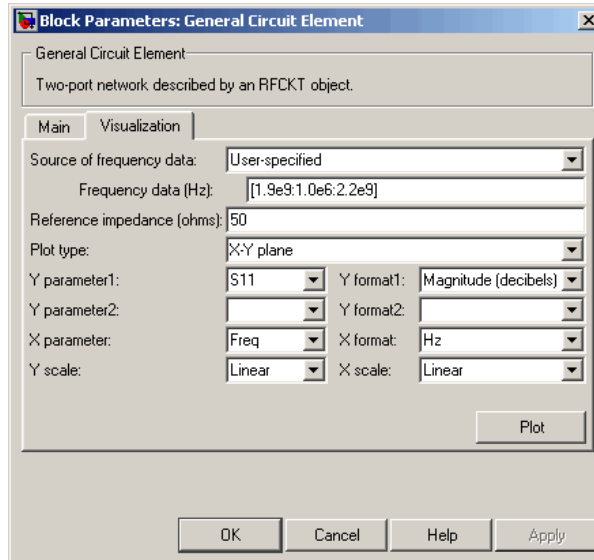 Block Parameters: General Circuit Element
General Circuit Element
Two-port network described by an RFCKT object.
Main Visualization
Source of frequency data: User-specified
Frequency data (Hz): [1.9e9:1.0e6:2.2e9]
Reference impedance (ohms): 50
Plot type: X-Y plane
Y parameter1: S11 Y format1: Magnitude (decibels)
Y parameter2: Y format2:
X parameter: Freq X format: Hz
Y scale: Linear X scale: Linear
Plot
OK Cancel Help Apply